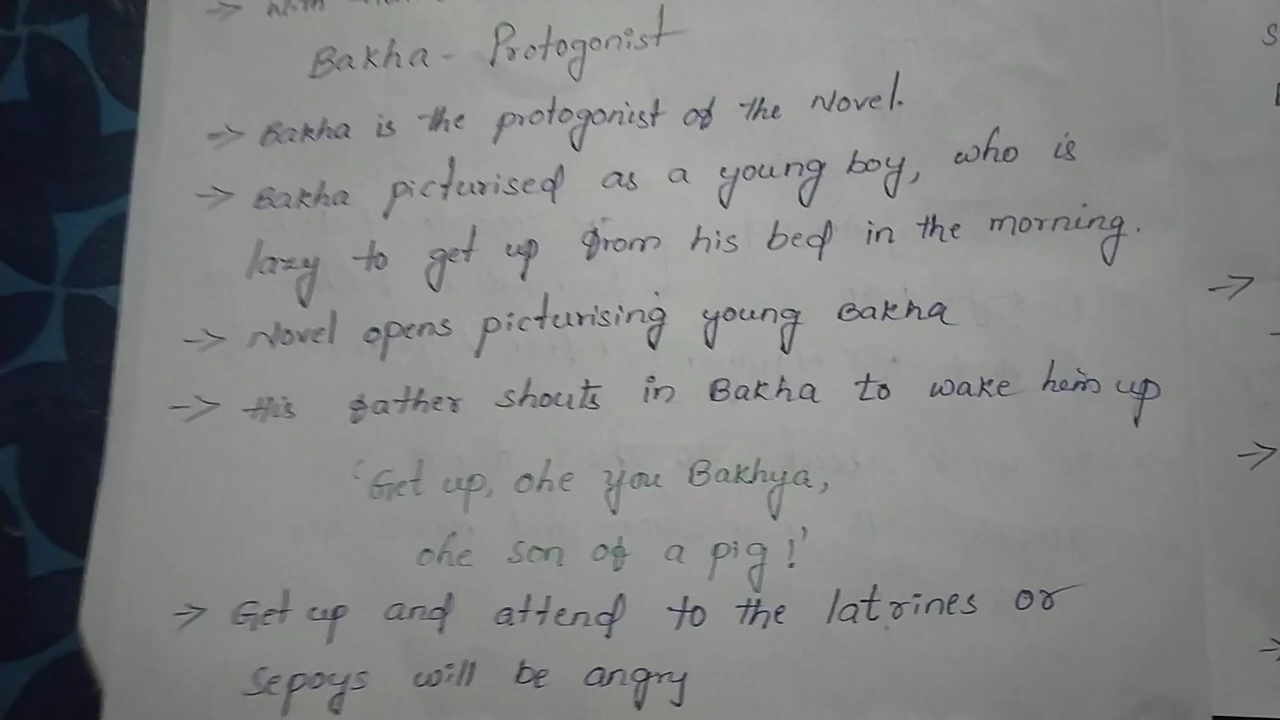 Bakha - Protogonist
→ Bakha is the protogonist of the Novel.
→ Bakha picturised as a young boy, who is
lazy to get up from his bed in the morning.
→ Novel opens picturising young Bakha
→ His father shouts in Bakha to wake him up
'Get up, ohe you Bakhya,
ohe son of a pig!'
→ Get up and attend to the latrines or
Sepoys will be angry